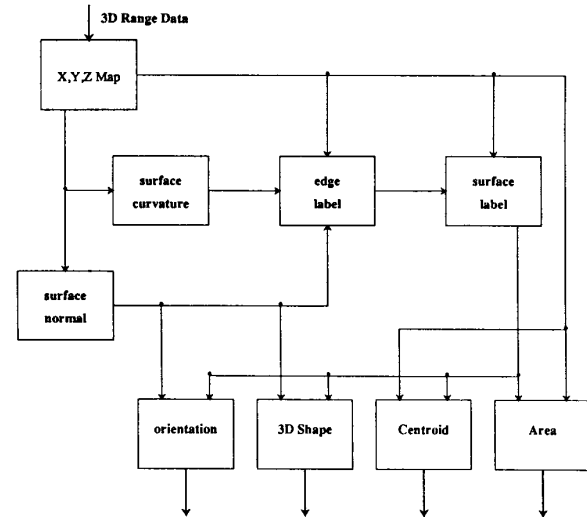 3D Range Data
X,Y,Z Map
surface
curvature
edge
label
surface
label
surface
normal
orientation
3D Shape
Centroid
Area